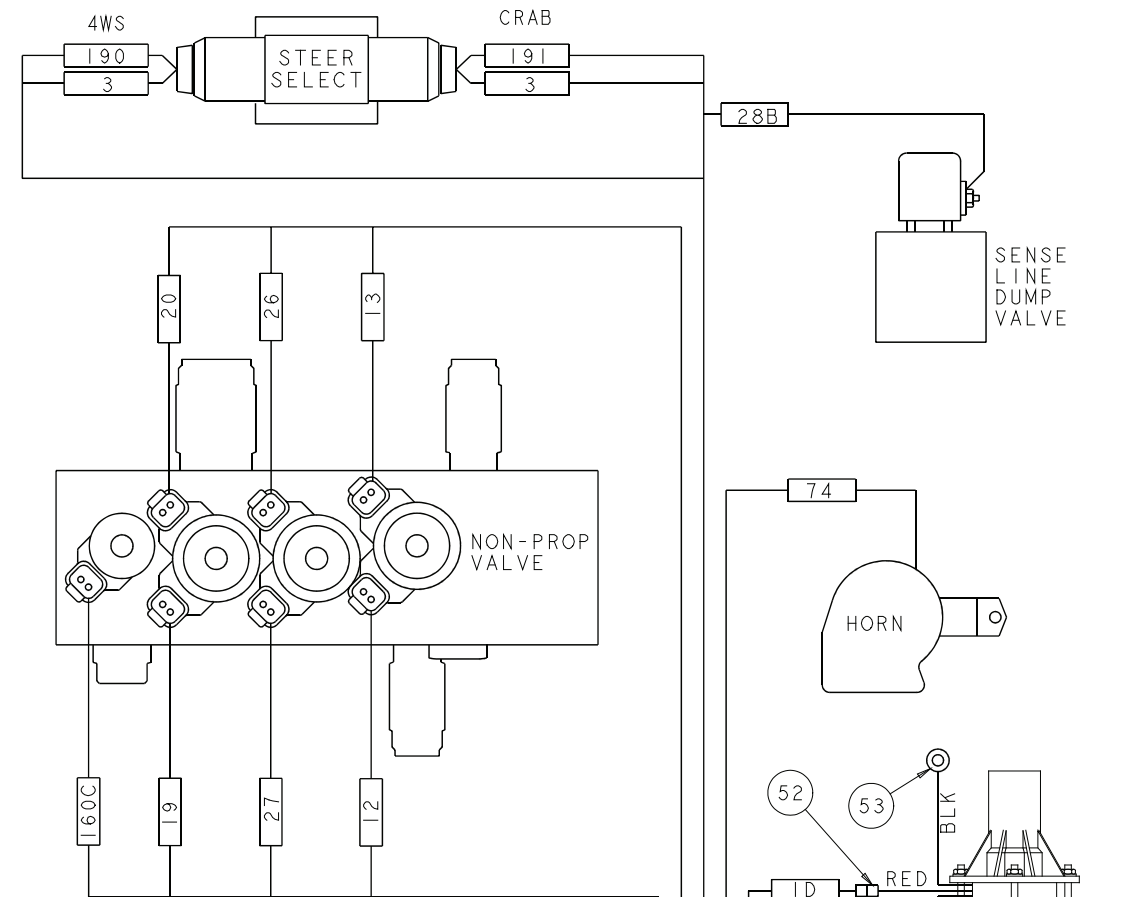 4WS
CRAB
190
3
STEER
SELECT
191
3
28B
SENSE
LINE
DUMP
VALVE
20
26
13
74
NON-PROP
VALVE
HORN
52
53
BLK
160C
19
27
12
1D
RED